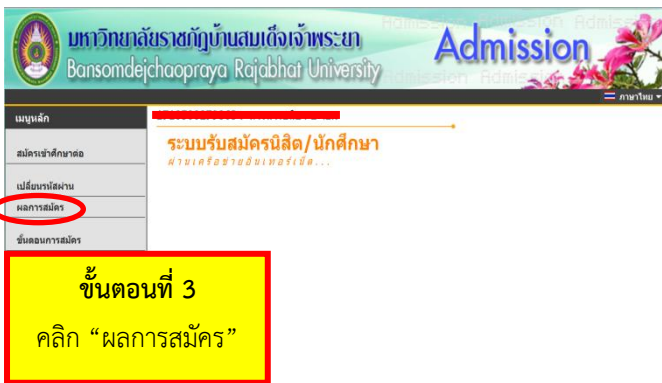 มหาวิทยาลัยราชภัฏบ้านสมเด็จเจ้าพระยา
Bansomdejchaopraya Rajabhat University
Admission
ภาษาไทย
เมนูหลัก
สมัครเข้าศึกษาต่อ
เปลี่ยนรหัสผ่าน
ผลการสมัคร
ขั้นตอนการสมัคร
ระบบรับสมัครนิสิต/นักศึกษา
ผ่านเครือข่ายอินเทอร์เน็ต...
ขั้นตอนที่ 3
คลิก “ผลการสมัคร”